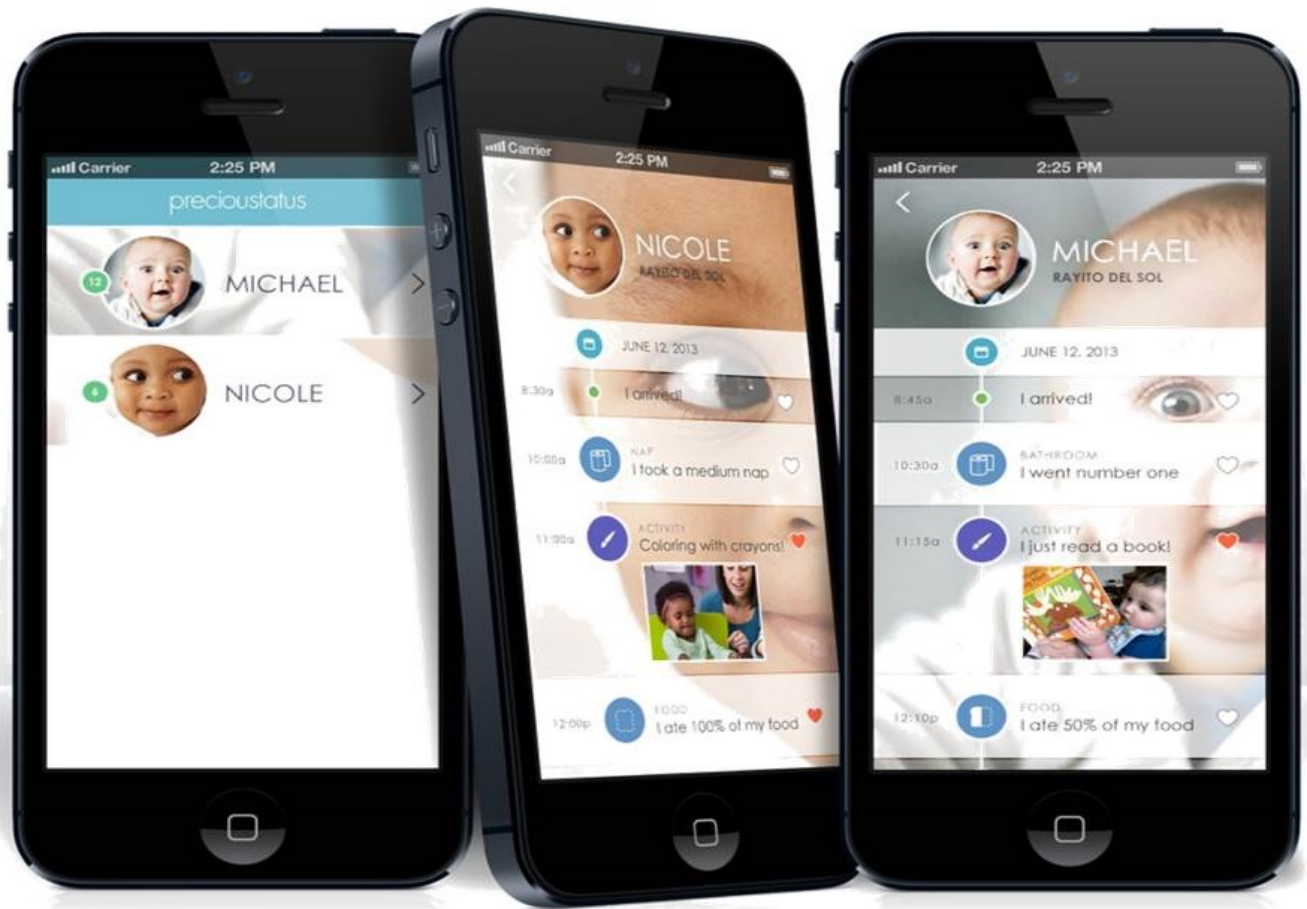 Carrier 2:25 PM
precioustatus
12
MICHAEL
6
NICOLE
Carrier 2:25 PM
NICOLE
RAYITO DEL SOL
JUNE 12, 2013
8:30a I arrived!
NAP
10:00a I took a medium nap
ACTIVITY
11:00a Coloring with crayons!
FOOD
12:00p I ate 100% of my food
Carrier 2:25 PM
MICHAEL
RAYITO DEL SOL
JUNE 12, 2013
8:45a I arrived!
BATHROOM
10:30a I went number one
ACTIVITY
11:15a I just read a book!
FOOD
12:10p I ate 50% of my food